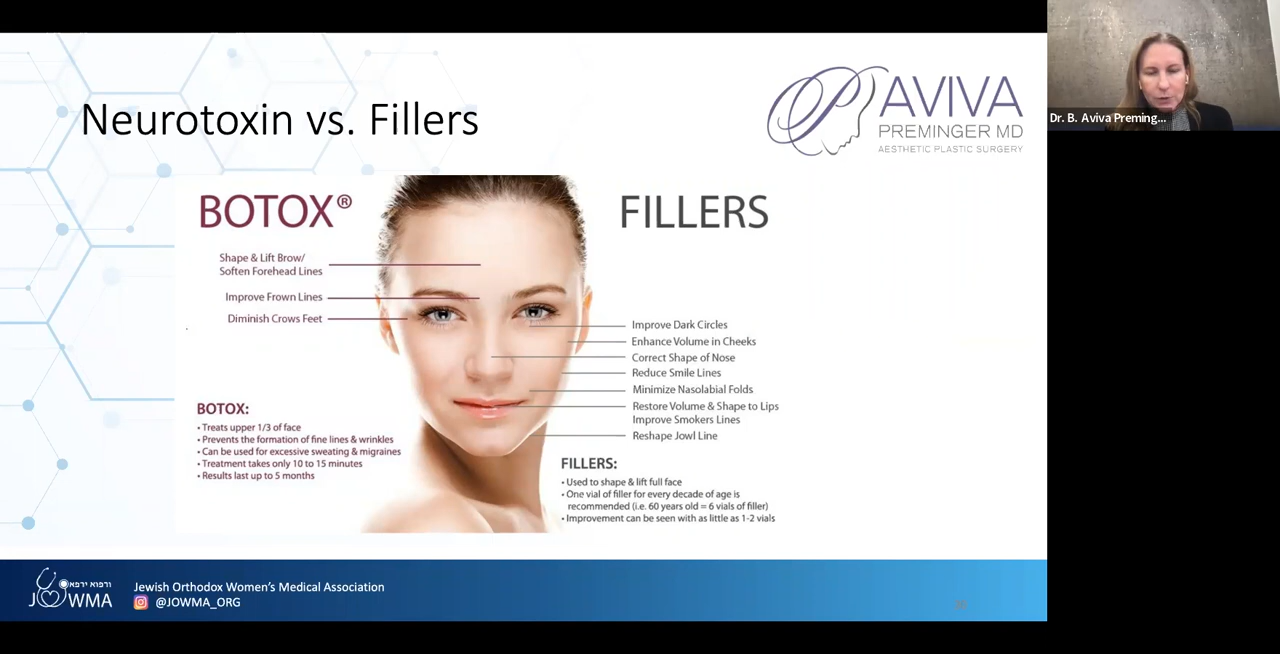 Neurotoxin vs. Fillers
AVIVA
PREMINGER MD
AESTHETIC PLASTIC SURGERY
Dr. B. Aviva Preming...
BOTOX®
FILLERS
Shape & Lift Brow/
Soften Forehead Lines
Improve Frown Lines
Diminish Crows Feet
Improve Dark Circles
Enhance Volume in Cheeks
Correct Shape of Nose
Reduce Smile Lines
Minimize Nasolabial Folds
Restore Volume & Shape to Lips
Improve Smokers Lines
Reshape Jowl Line
BOTOX:
• Treats upper 1/3 of face
• Prevents the formation of fine lines & wrinkles
• Can be used for excessive sweating & migraines
• Treatment takes only 10 to 15 minutes
• Results last up to 5 months
FILLERS:
• Used to shape & lift full face
• One vial of filler for every decade of age is
recommended (i.e. 60 years old = 6 vials of filler)
• Improvement can be seen with as little as 1-2 vials
ורפוא ירפא
JOWMA
Jewish Orthodox Women's Medical Association
@JOWMA_ORG